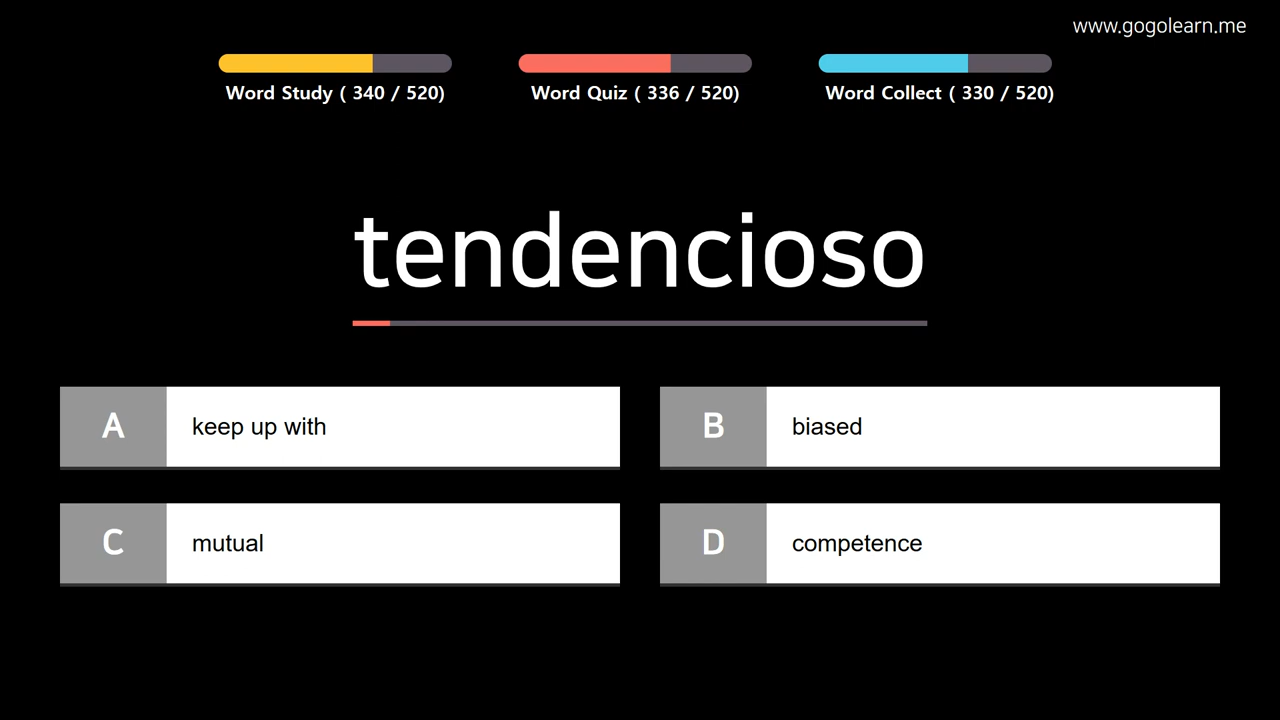 www.gogolearn.me
Word Study ( 340 / 520)
Word Quiz ( 336 / 520)
Word Collect ( 330 / 520)
tendencioso
A keep up with
B biased
C mutual
D competence